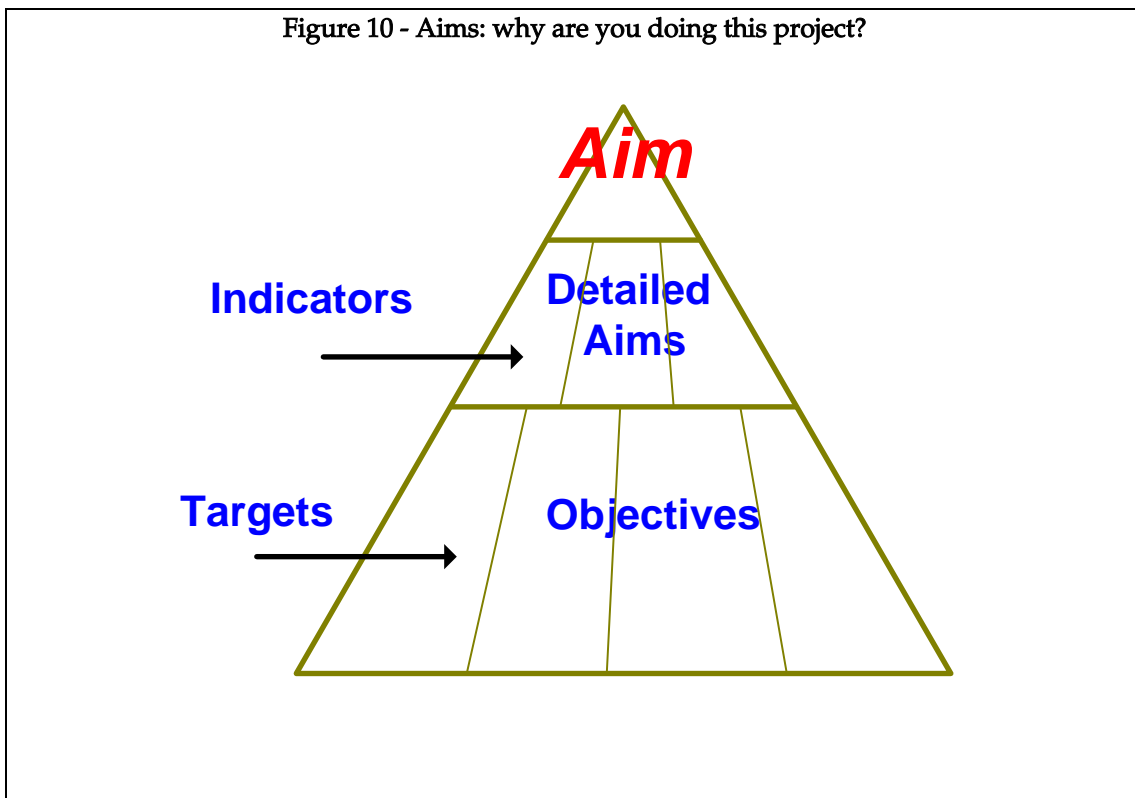 Figure 10 - Aims: why are you doing this project?
Aim
Indicators
Detailed
Aims
Targets
Objectives